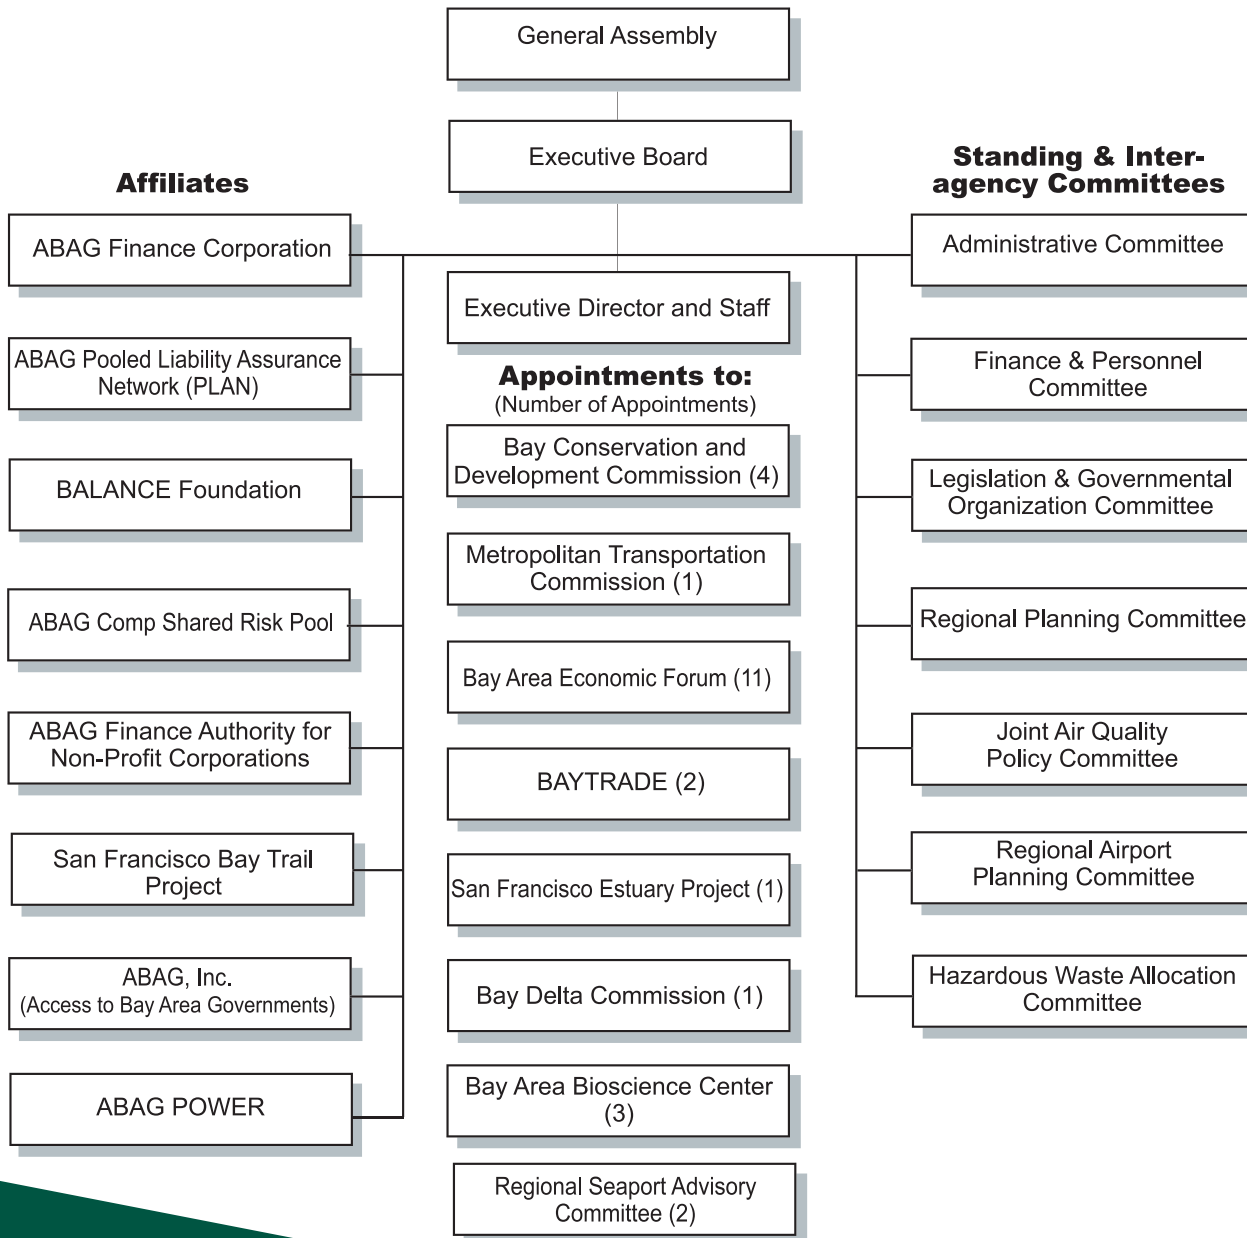 General Assembly
Executive Board
Affiliates
ABAG Finance Corporation
ABAG Pooled Liability Assurance
Network (PLAN)
BALANCE Foundation
ABAG Comp Shared Risk Pool
ABAG Finance Authority for
Non-Profit Corporations
San Francisco Bay Trail
Project
ABAG, Inc.
(Access to Bay Area Governments)
ABAG POWER
Executive Director and Staff
Appointments to:
(Number of Appointments)
Bay Conservation and
Development Commission (4)
Metropolitan Transportation
Commission (1)
Bay Area Economic Forum (11)
BAYTRADE (2)
San Francisco Estuary Project (1)
Bay Delta Commission (1)
Bay Area Bioscience Center
(3)
Regional Seaport Advisory
Committee (2)
Standing & Inter-
agency Committees
Administrative Committee
Finance & Personnel
Committee
Legislation & Governmental
Organization Committee
Regional Planning Committee
Joint Air Quality
Policy Committee
Regional Airport
Planning Committee
Hazardous Waste Allocation
Committee